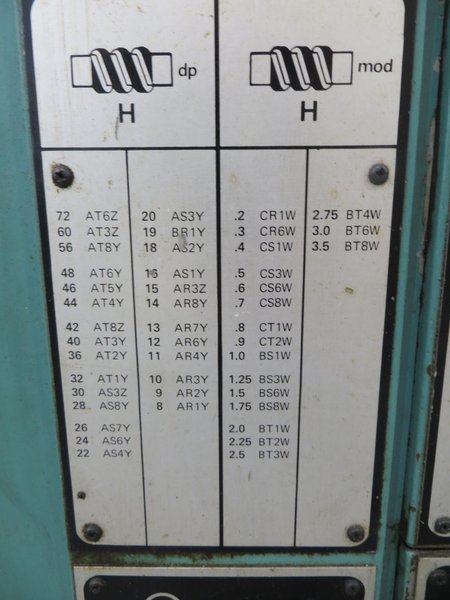 dp mod
H H
72 AT6Z 20 AS3Y .2 CR1W 2.75 BT4W
60 AT3Z 19 BR1Y .3 CR6W 3.0 BT6W
56 AT8Y 18 AS2Y .4 CS1W 3.5 BT8W
48 AT6Y 16 AS1Y .5 CS3W
46 AT5Y 15 AR3Z .6 CS6W
44 AT4Y 14 AR8Y .7 CS8W
42 AT8Z 13 AR7Y .8 CT1W
40 AT3Y 12 AR6Y .9 CT2W
36 AT2Y 11 AR4Y 1.0 BS1W
32 AT1Y 10 AR3Y 1.25 BS3W
30 AS3Z 9 AR2Y 1.5 BS6W
28 AS8Y 8 AR1Y 1.75 BS8W
26 AS7Y 2.0 BT1W
24 AS6Y 2.25 BT2W
22 AS4Y 2.5 BT3W